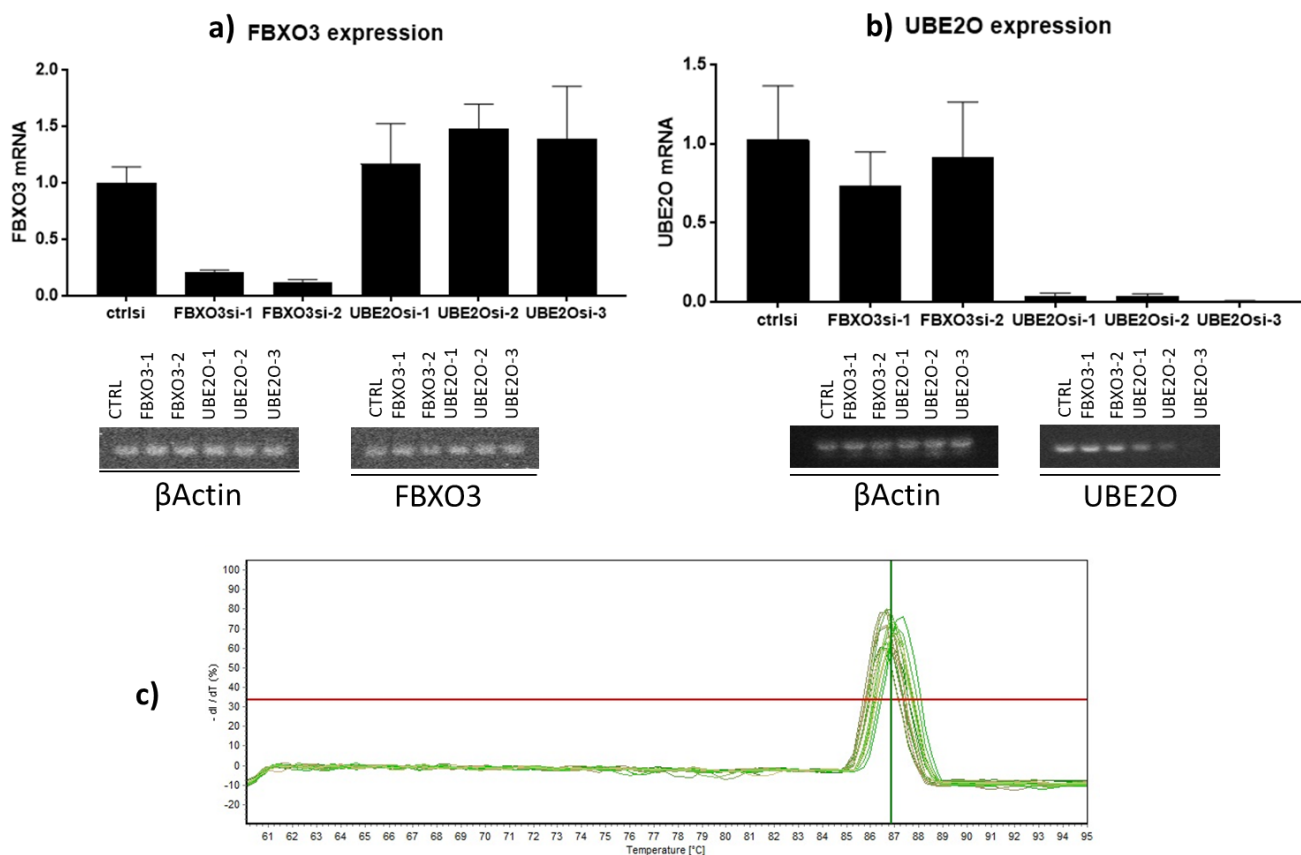 a) FBXO3 expression
FBXO3 mRNA
2.0
1.5
1.0
0.5
0.0
ctrlsi FBXO3si-1 FBXO3si-2 UBE2Osi-1 UBE2Osi-2 UBE2Osi-3
CTRL FBXO3-1 FBXO3-2 UBE2O-1 UBE2O-2 UBE2O-3
CTRL FBXO3-1 FBXO3-2 UBE2O-1 UBE2O-2 UBE2O-3
βActin FBXO3
b) UBE2O expression
UBE2O mRNA
1.5
1.0
0.5
0.0
ctrlsi FBXO3si-1 FBXO3si-2 UBE2Osi-1 UBE2Osi-2 UBE2Osi-3
CTRL FBXO3-1 FBXO3-2 UBE2O-1 UBE2O-2 UBE2O-3
CTRL FBXO3-1 FBXO3-2 UBE2O-1 UBE2O-2 UBE2O-3
βActin UBE2O
c)
- dI / dT (%)
100
90
80
70
60
50
40
30
20
10
0
-10
-20
61 62 63 64 65 66 67 68 69 70 71 72 73 74 75 76 77 78 79 80 81 82 83 84 85 86 87 88 89 90 91 92 93 94 95
Temperature [°C]